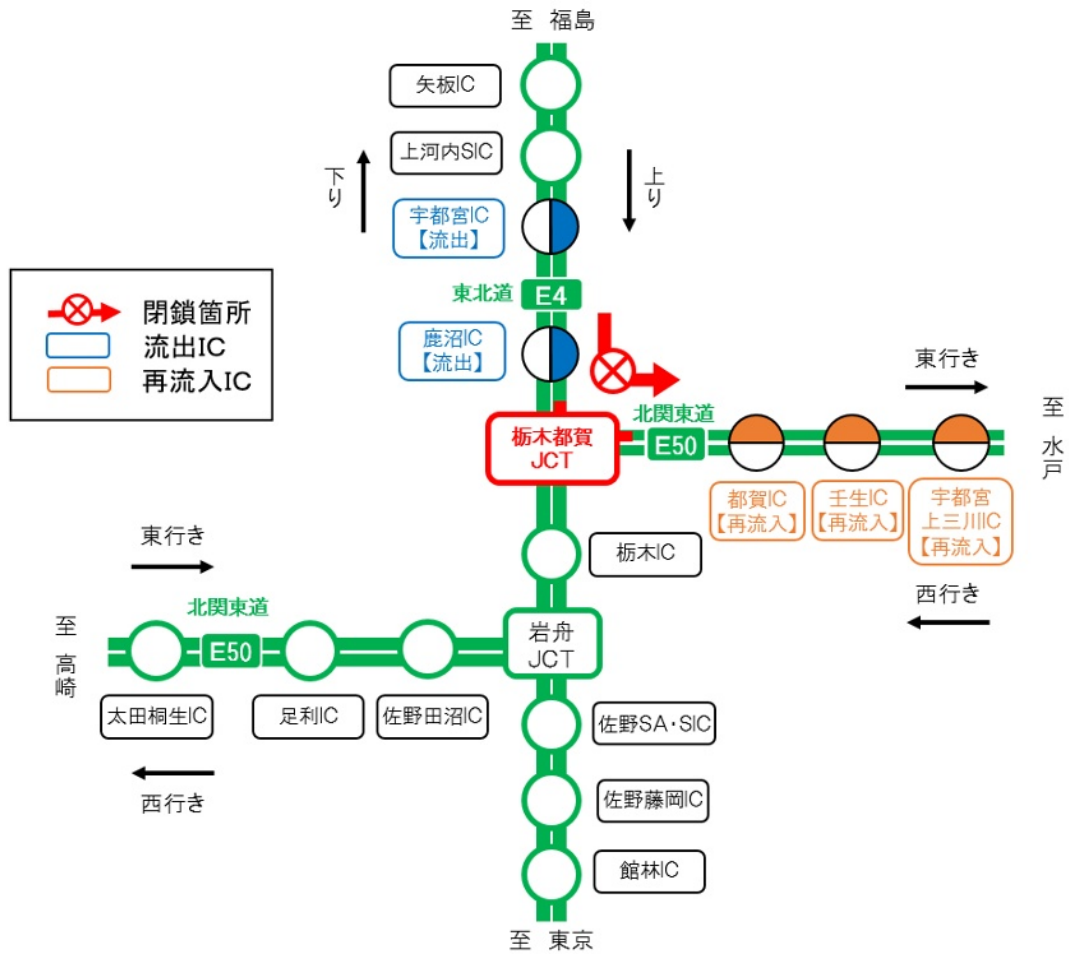 至 福島
矢板IC
上河内SIC
下り
上り
宇都宮IC
【流出】
東北道
E4
鹿沼IC
【流出】
閉鎖箇所
流出IC
再流入IC
東行き
北関東道
E50
至 水戸
栃木都賀
JCT
都賀IC
【再流入】
壬生IC
【再流入】
宇都宮
上三川IC
【再流入】
西行き
栃木IC
東行き
北関東道
E50
至 高崎
岩舟
JCT
太田桐生IC
足利IC
佐野田沼IC
西行き
佐野SA・SIC
佐野藤岡IC
館林IC
至 東京